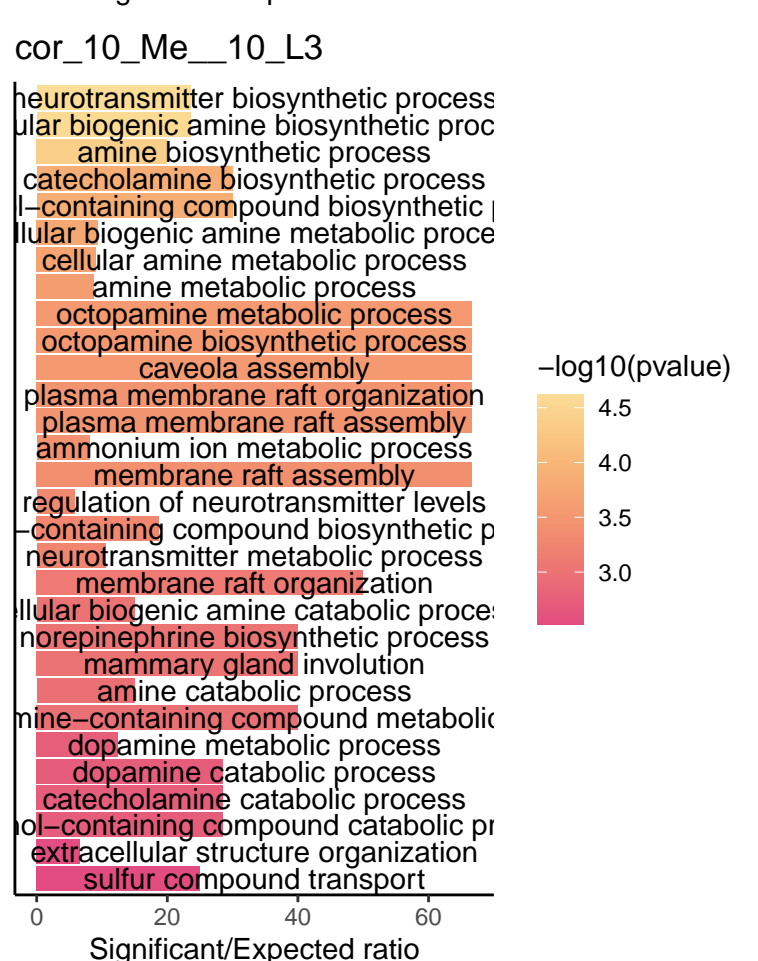 cor_10_Me__10_L3
neurotransmitter biosynthetic process
ular biogenic amine biosynthetic proc
amine biosynthetic process
catecholamine biosynthetic process
l−containing compound biosynthetic
llular biogenic amine metabolic proce
cellular amine metabolic process
amine metabolic process
octopamine metabolic process
octopamine biosynthetic process
caveola assembly
plasma membrane raft organization
plasma membrane raft assembly
ammonium ion metabolic process
membrane raft assembly
regulation of neurotransmitter levels
−containing compound biosynthetic p
neurotransmitter metabolic process
membrane raft organization
ellular biogenic amine catabolic proces
norepinephrine biosynthetic process
mammary gland involution
amine catabolic process
mine−containing compound metabolic
dopamine metabolic process
dopamine catabolic process
catecholamine catabolic process
ol−containing compound catabolic pr
extracellular structure organization
sulfur compound transport
0 20 40 60
Significant/Expected ratio
−log10(pvalue)
4.5
4.0
3.5
3.0